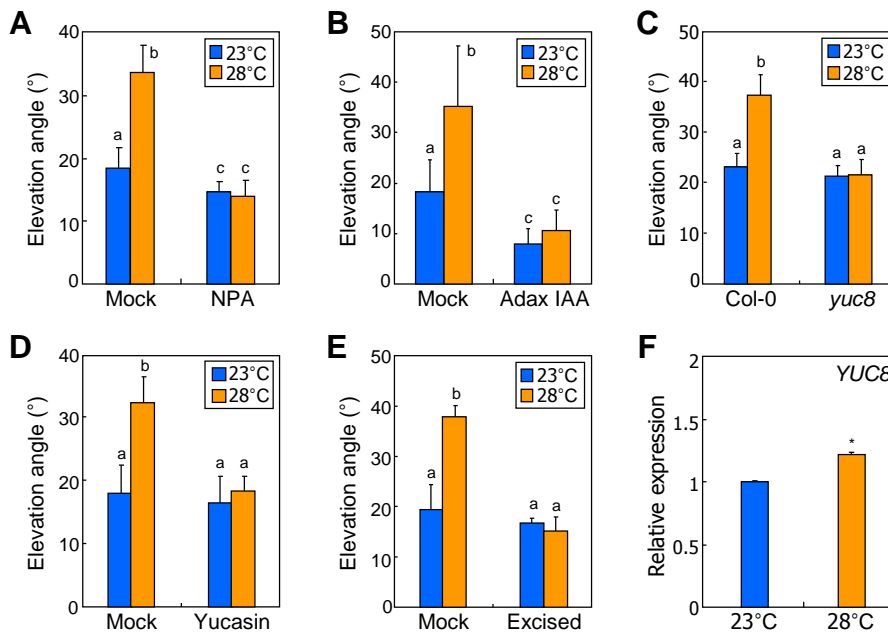 A
Elevation angle (°)
40
30
20
10
0
23°C
28°C
a
b
c
c
Mock
NPA
B
Elevation angle (°)
50
40
30
20
10
0
23°C
28°C
a
b
c
c
Mock
Adax IAA
C
Elevation angle (°)
50
40
30
20
10
0
23°C
28°C
a
b
a
a
Col-0
yuc8
D
Elevation angle (°)
40
30
20
10
0
23°C
28°C
a
b
a
a
Mock
Yucasin
E
Elevation angle (°)
50
40
30
20
10
0
23°C
28°C
a
b
a
a
Mock
Excised
F
Relative expression
2
1.5
1
0.5
0
YUC8
*
23°C
28°C